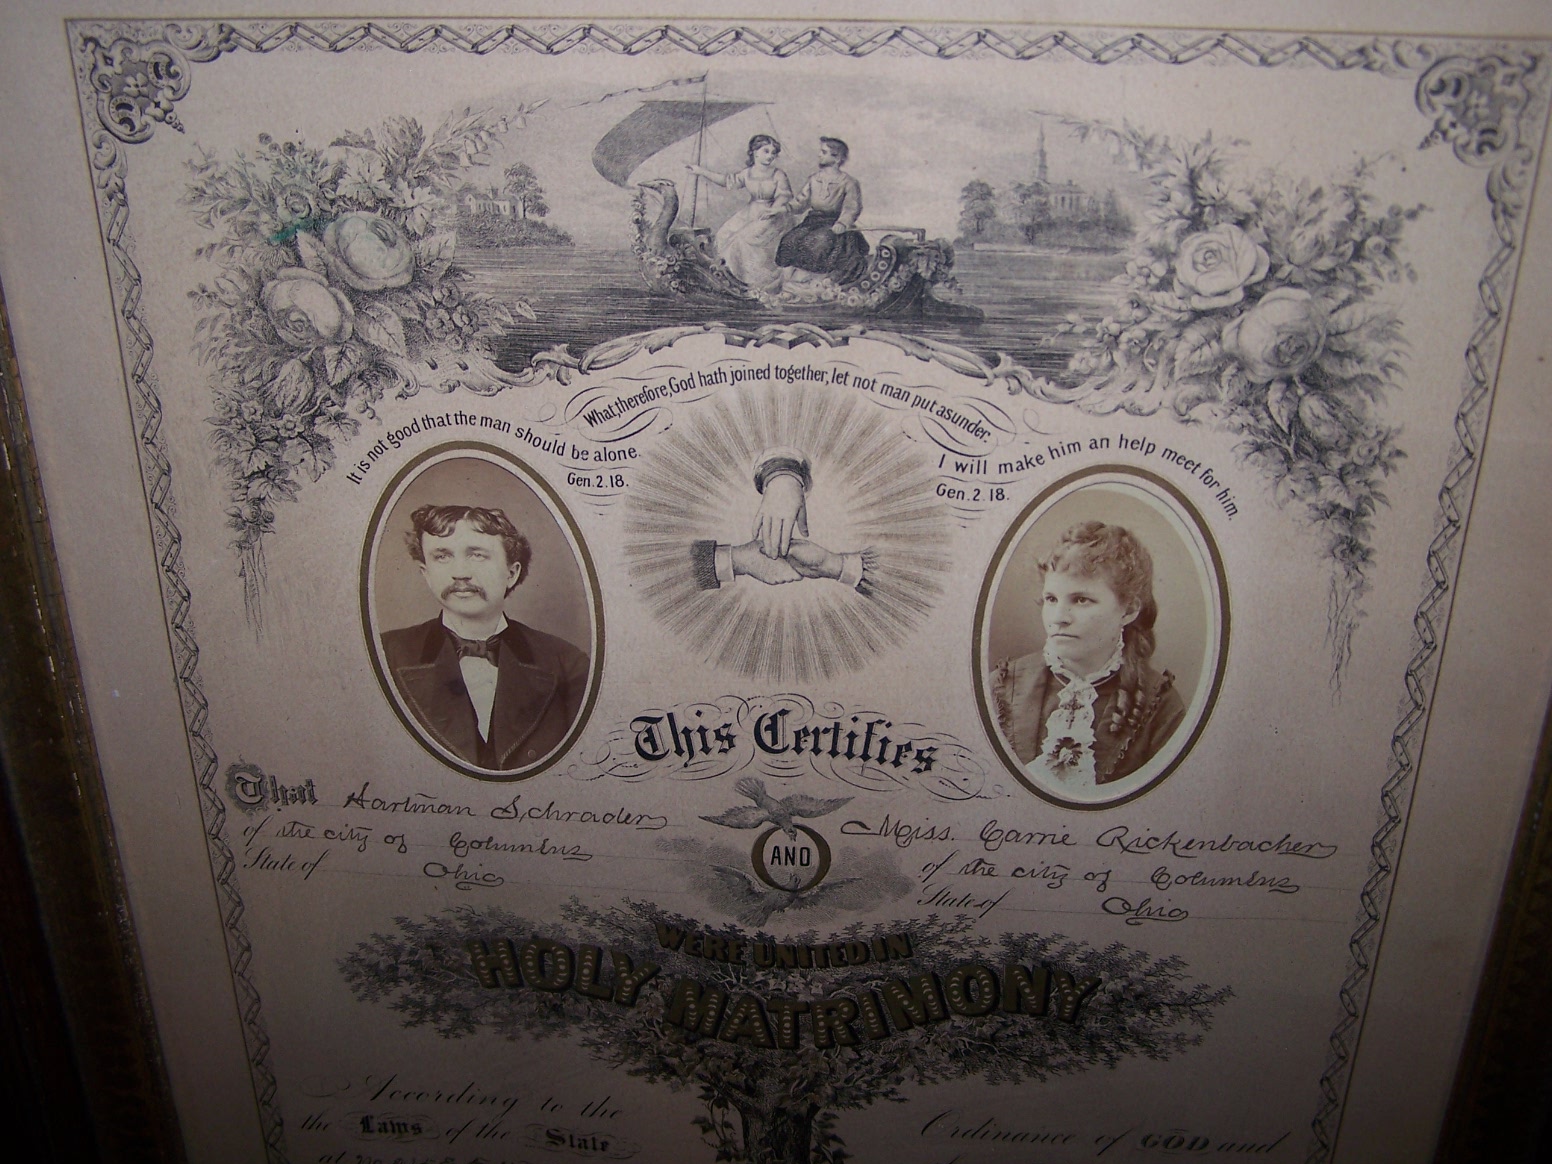 What, therefore, God hath joined together, let not man put asunder.
It is not good that the man should be alone.
Gen. 2. 18.
I will make him an help meet for him.
Gen. 2. 18.
This Certifies
That Hartman Schrader
of the city of Columbus
State of Ohio
AND
Miss. Carrie Rickenbacher
of the city of Columbus
State of Ohio
WERE UNITED IN
HOLY MATRIMONY
According to the
the Laws of the State
at
Ordinance of GOD and